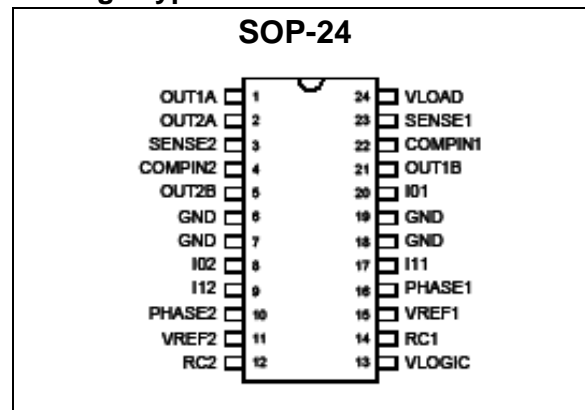 SOP-24
OUT1A 1 24 VLOAD
OUT2A 2 23 SENSE1
SENSE2 3 22 COMPIN1
COMPIN2 4 21 OUT1B
OUT2B 5 20 I01
GND 6 19 GND
GND 7 18 GND
I02 8 17 I11
I12 9 16 PHASE1
PHASE2 10 15 VREF1
VREF2 11 14 RC1
RC2 12 13 VLOGIC